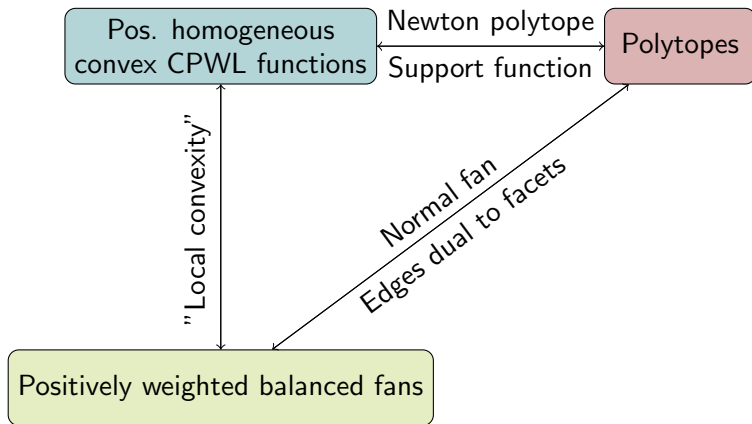 Pos. homogeneous
convex CPWL functions
Newton polytope
Support function
Polytopes
"Local convexity"
Normal fan
Edges dual to facets
Positively weighted balanced fans